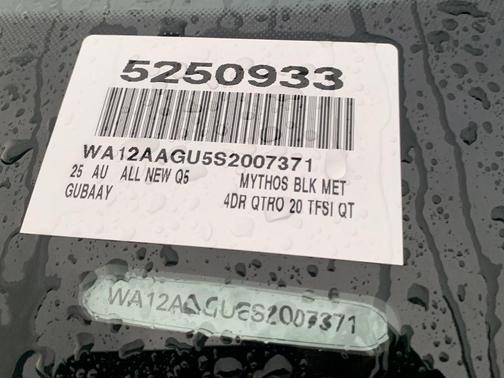 5250933
WA12AAGU5S2007371
25 AU ALL NEW Q5 MYTHOS BLK MET
GUBAAY 4DR QTRO 20 TFSI QT
WA12AAGU5S2007371